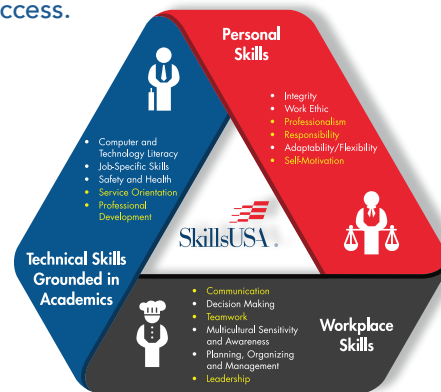 ccess.
Personal
Skills
• Integrity
• Work Ethic
• Professionalism
• Responsibility
• Adaptability/Flexibility
• Self-Motivation
• Computer and
Technology Literacy
• Job-Specific Skills
• Safety and Health
• Service Orientation
• Professional
Development
SkillsUSA.
Technical Skills
Grounded in
Academics
• Communication
• Decision Making
• Teamwork
• Multicultural Sensitivity
and Awareness
• Planning, Organizing
and Management
• Leadership
Workplace
Skills